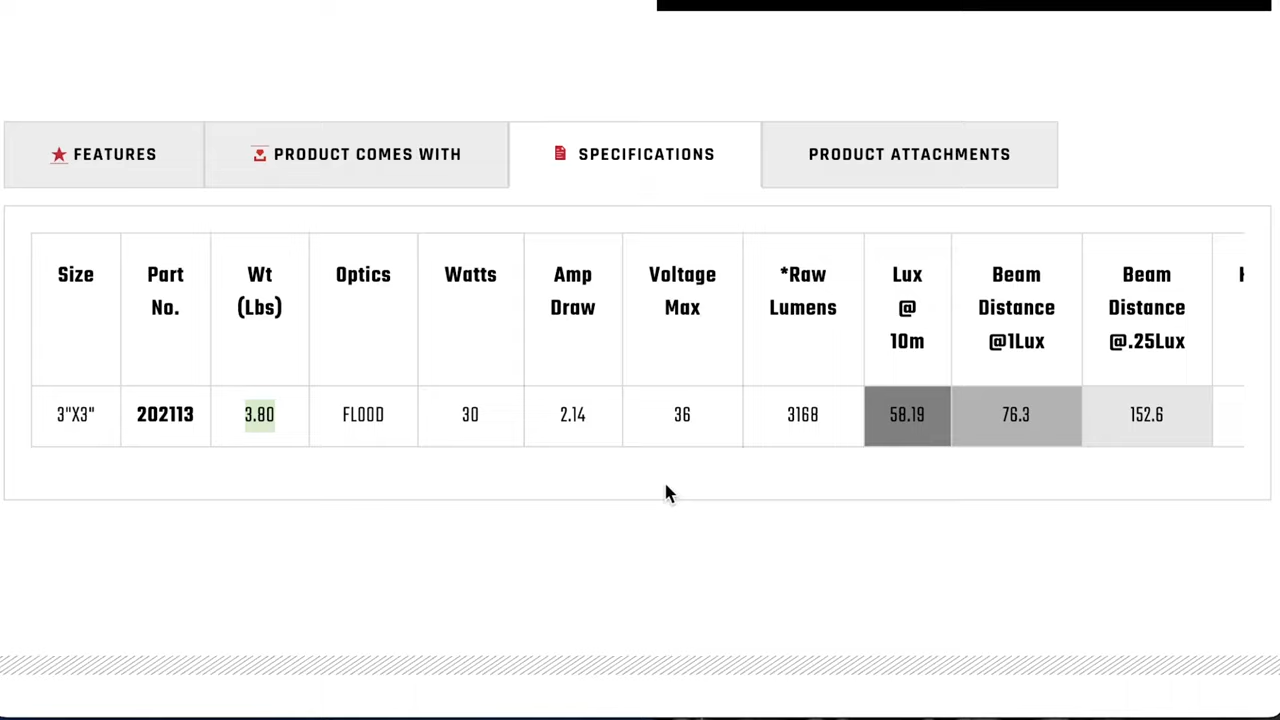 FEATURES
PRODUCT COMES WITH
SPECIFICATIONS
PRODUCT ATTACHMENTS
Size
Part
No.
Wt
(Lbs)
Optics
Watts
Amp
Draw
Voltage
Max
*Raw
Lumens
Lux
@
10m
Beam
Distance
@1Lux
Beam
Distance
@.25Lux
3"X3"
202113
3.80
FLOOD
30
2.14
36
3168
58.19
76.3
152.6